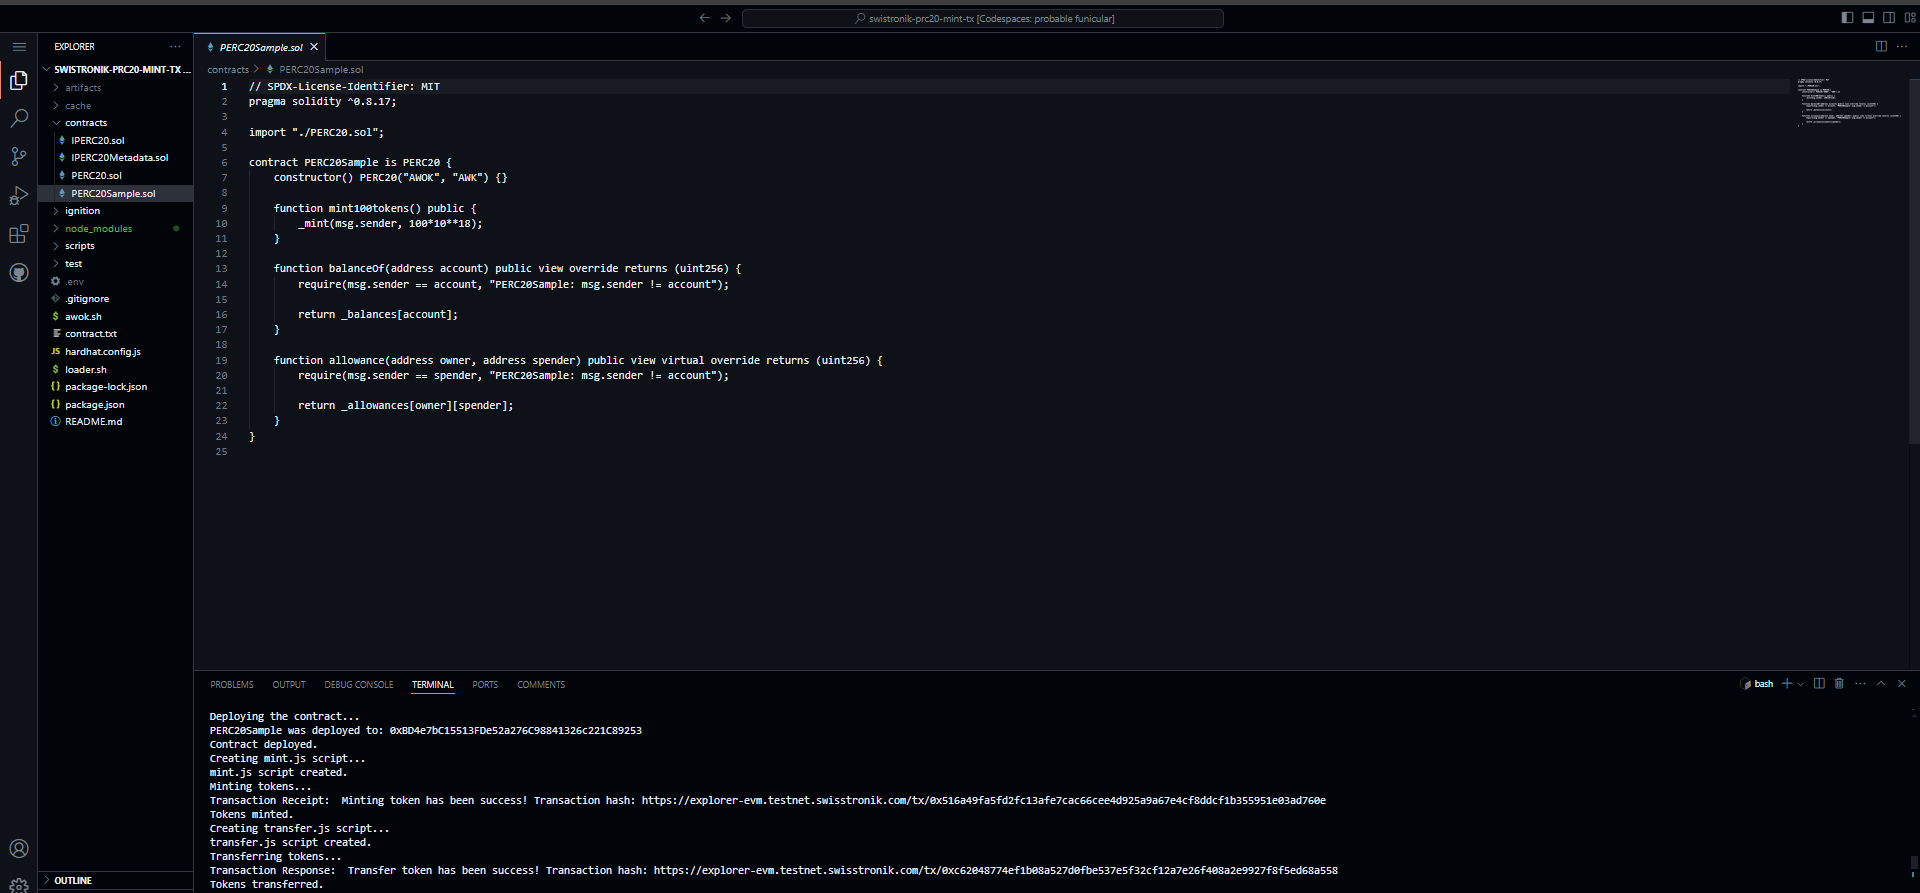 swistronik-prc20-mint-tx [Codespaces: probable funicular]
EXPLORER
SWISTRONIK-PRC20-MINT-TX ...
artifacts
cache
contracts
IPERC20.sol
IPERC20Metadata.sol
PERC20.sol
PERC20Sample.sol
ignition
node_modules
scripts
test
.env
.gitignore
$ awok.sh
contract.txt
JS hardhat.config.js
$ loader.sh
{} package-lock.json
{} package.json
README.md
OUTLINE
PERC20Sample.sol
contracts > PERC20Sample.sol
1 // SPDX-License-Identifier: MIT
2 pragma solidity ^0.8.17;
3
4 import "./PERC20.sol";
5
6 contract PERC20Sample is PERC20 {
7 constructor() PERC20("AWOK", "AWK") {}
8
9 function mint100tokens() public {
10 _mint(msg.sender, 100*10**18);
11 }
12
13 function balanceOf(address account) public view override returns (uint256) {
14 require(msg.sender == account, "PERC20Sample: msg.sender != account");
15
16 return _balances[account];
17 }
18
19 function allowance(address owner, address spender) public view virtual override returns (uint256) {
20 require(msg.sender == spender, "PERC20Sample: msg.sender != account");
21
22 return _allowances[owner][spender];
23 }
24 }
25
PROBLEMS OUTPUT DEBUG CONSOLE TERMINAL PORTS COMMENTS
bash
Deploying the contract...
PERC20Sample was deployed to: 0xBD4e7bC15513FDe52a276C98841326c221C89253
Contract deployed.
Creating mint.js script...
mint.js script created.
Minting tokens...
Transaction Receipt:  Minting token has been success! Transaction hash: https://explorer-evm.testnet.swisstronik.com/tx/0x516a49fa5fd2fc13afe7cac66cee4d925a9a67e4cf8ddcf1b355951e03ad760e
Tokens minted.
Creating transfer.js script...
transfer.js script created.
Transferring tokens...
Transaction Response:  Transfer token has been success! Transaction hash: https://explorer-evm.testnet.swisstronik.com/tx/0xc62048774ef1b08a527d0fbe537e5f32cf12a7e26f408a2e9927f8f5ed68a558
Tokens transferred.